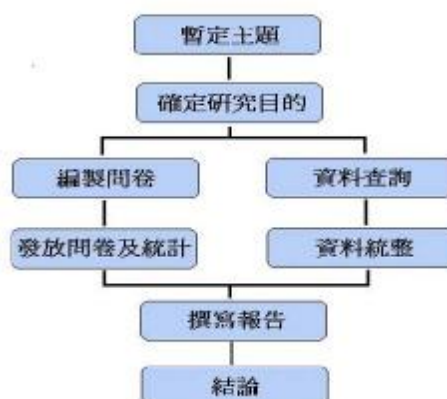 暫定主題
確定研究目的
編製問卷
資料查詢
發放問卷及統計
資料統整
撰寫報告
結論